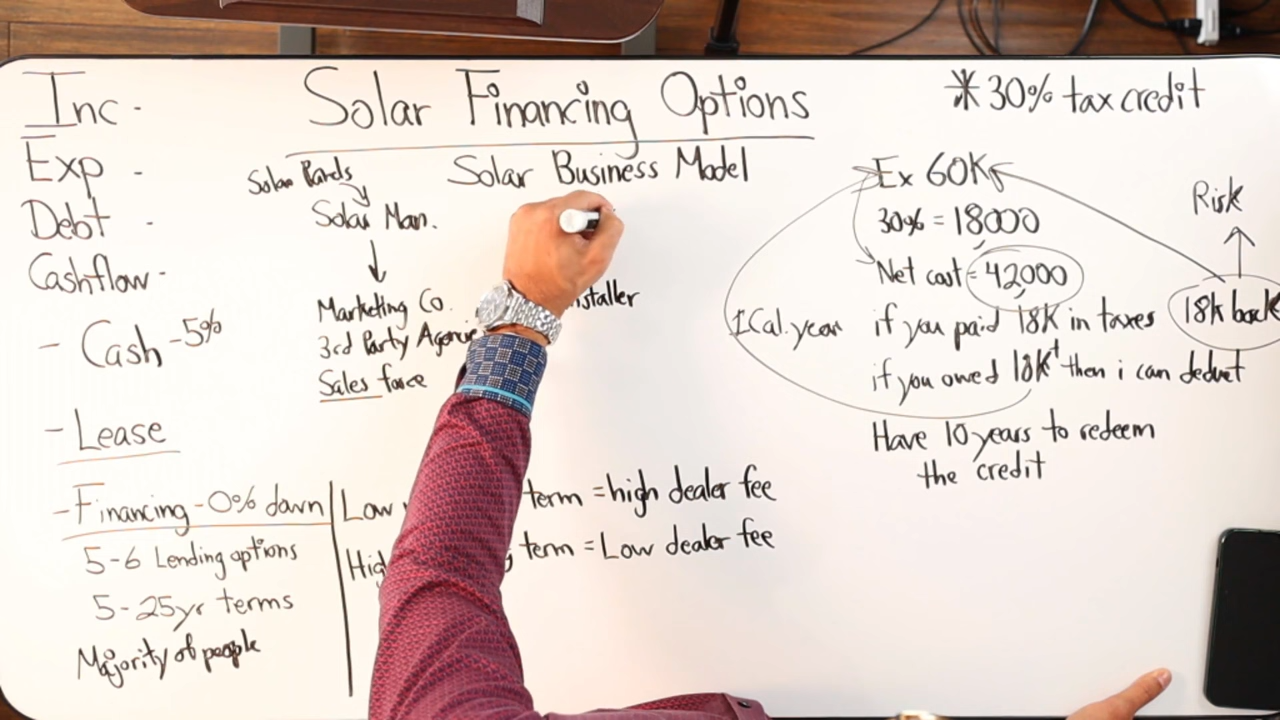 Inc -
Exp -
Debt -
Cashflow -
- Cash -5%
- Lease
- Financing - 0% down
5-6 Lending options
5-25yr terms
Majority of people
Solar Financing Options
Solar Business Model
Solar
Solar Man.
Marketing Co.
3rd Party
Sales force
Low
term = high dealer fee
term = Low dealer fee
* 30% tax credit
Ex 60K
30% = 18000
Net cost = 42,000
1 Cal. year
if you paid 18K in taxes
if you owed 18K+ then i can deduct
Have 10 years to redeem
the credit
Risk
18k back